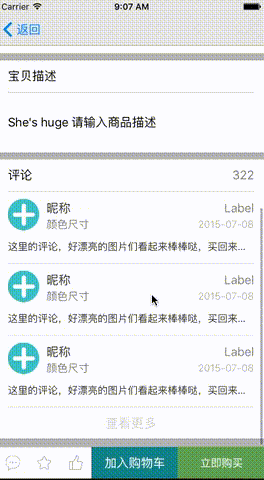 Carrier 9:07 AM
返回
宝贝描述
She's huge 请输入商品描述
评论 322
昵称 Label
颜色尺寸 2015-07-08
这里的评论，好漂亮的图片们看起来棒棒哒，买回来...
昵称 Label
颜色尺寸 2015-07-08
这里的评论，好漂亮的图片们看起来棒棒哒，买回来...
昵称 Label
颜色尺寸 2015-07-08
这里的评论，好漂亮的图片们看起来棒棒哒，买回来...
查看更多
加入购物车 立即购买